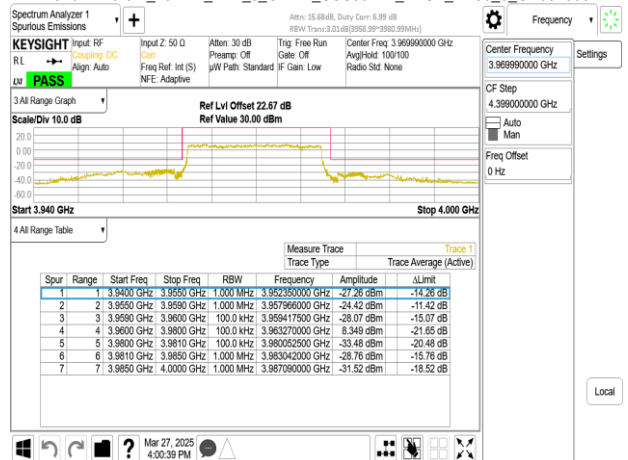 Spectrum Analyzer 1
Spurious Emissions
Attn: 15.68dB, Duty Corr: 6.99 dB
RBW Trans:3.01dB(3958.99~3980.99MHz)
Frequency
KEYSIGHT
RL
LXI
PASS
Input: RF
Coupling: DC
Align: Auto
Input Z: 50 Ω
Corr
Freq Ref: Int (S)
NFE: Adaptive
Atten: 30 dB
Preamp: Off
µW Path: Standard
Trig: Free Run
Gate: Off
IF Gain: Low
Center Freq: 3.969990000 GHz
Avg|Hold: 100/100
Radio Std: None
Center Frequency
3.969990000 GHz
Settings
CF Step
4.399000000 GHz
Auto
Man
Freq Offset
0 Hz
3 All Range Graph
Scale/Div 10.0 dB
Ref Lvl Offset 22.67 dB
Ref Value 30.00 dBm
20.0
0.00
-20.0
-40.0
-60.0
Start 3.940 GHz
Stop 4.000 GHz
4 All Range Table
Measure Trace Trace 1
Trace Type Trace Average (Active)
Spur Range Start Freq Stop Freq RBW Frequency Amplitude ΔLimit
1 1 3.9400 GHz 3.9550 GHz 1.000 MHz 3.952350000 GHz -27.26 dBm -14.26 dB
2 2 3.9550 GHz 3.9590 GHz 1.000 MHz 3.957966000 GHz -24.42 dBm -11.42 dB
3 3 3.9590 GHz 3.9600 GHz 100.0 kHz 3.959417500 GHz -28.07 dBm -15.07 dB
4 4 3.9600 GHz 3.9800 GHz 100.0 kHz 3.963270000 GHz 8.349 dBm -21.65 dB
5 5 3.9800 GHz 3.9810 GHz 100.0 kHz 3.980052500 GHz -33.48 dBm -20.48 dB
6 6 3.9810 GHz 3.9850 GHz 1.000 MHz 3.983042000 GHz -28.76 dBm -15.76 dB
7 7 3.9850 GHz 4.0000 GHz 1.000 MHz 3.987090000 GHz -31.52 dBm -18.52 dB
Local
Mar 27, 2025
4:00:39 PM